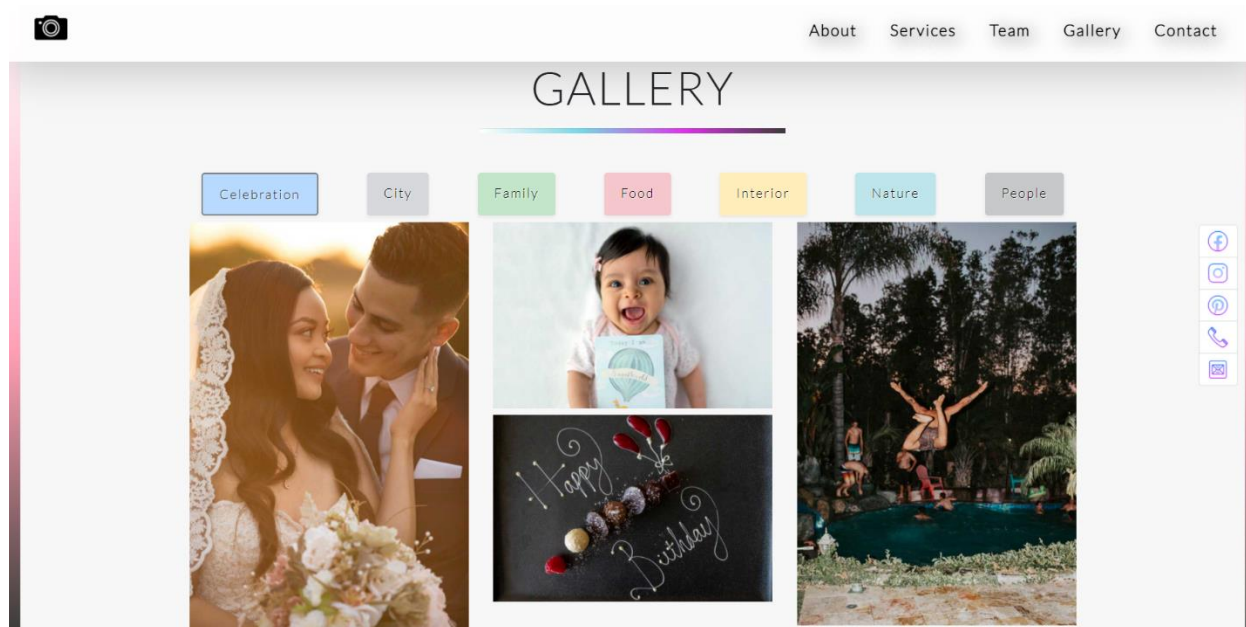 About Services Team Gallery Contact
GALLERY
Celebration City Family Food Interior Nature People
Happy
Birthday